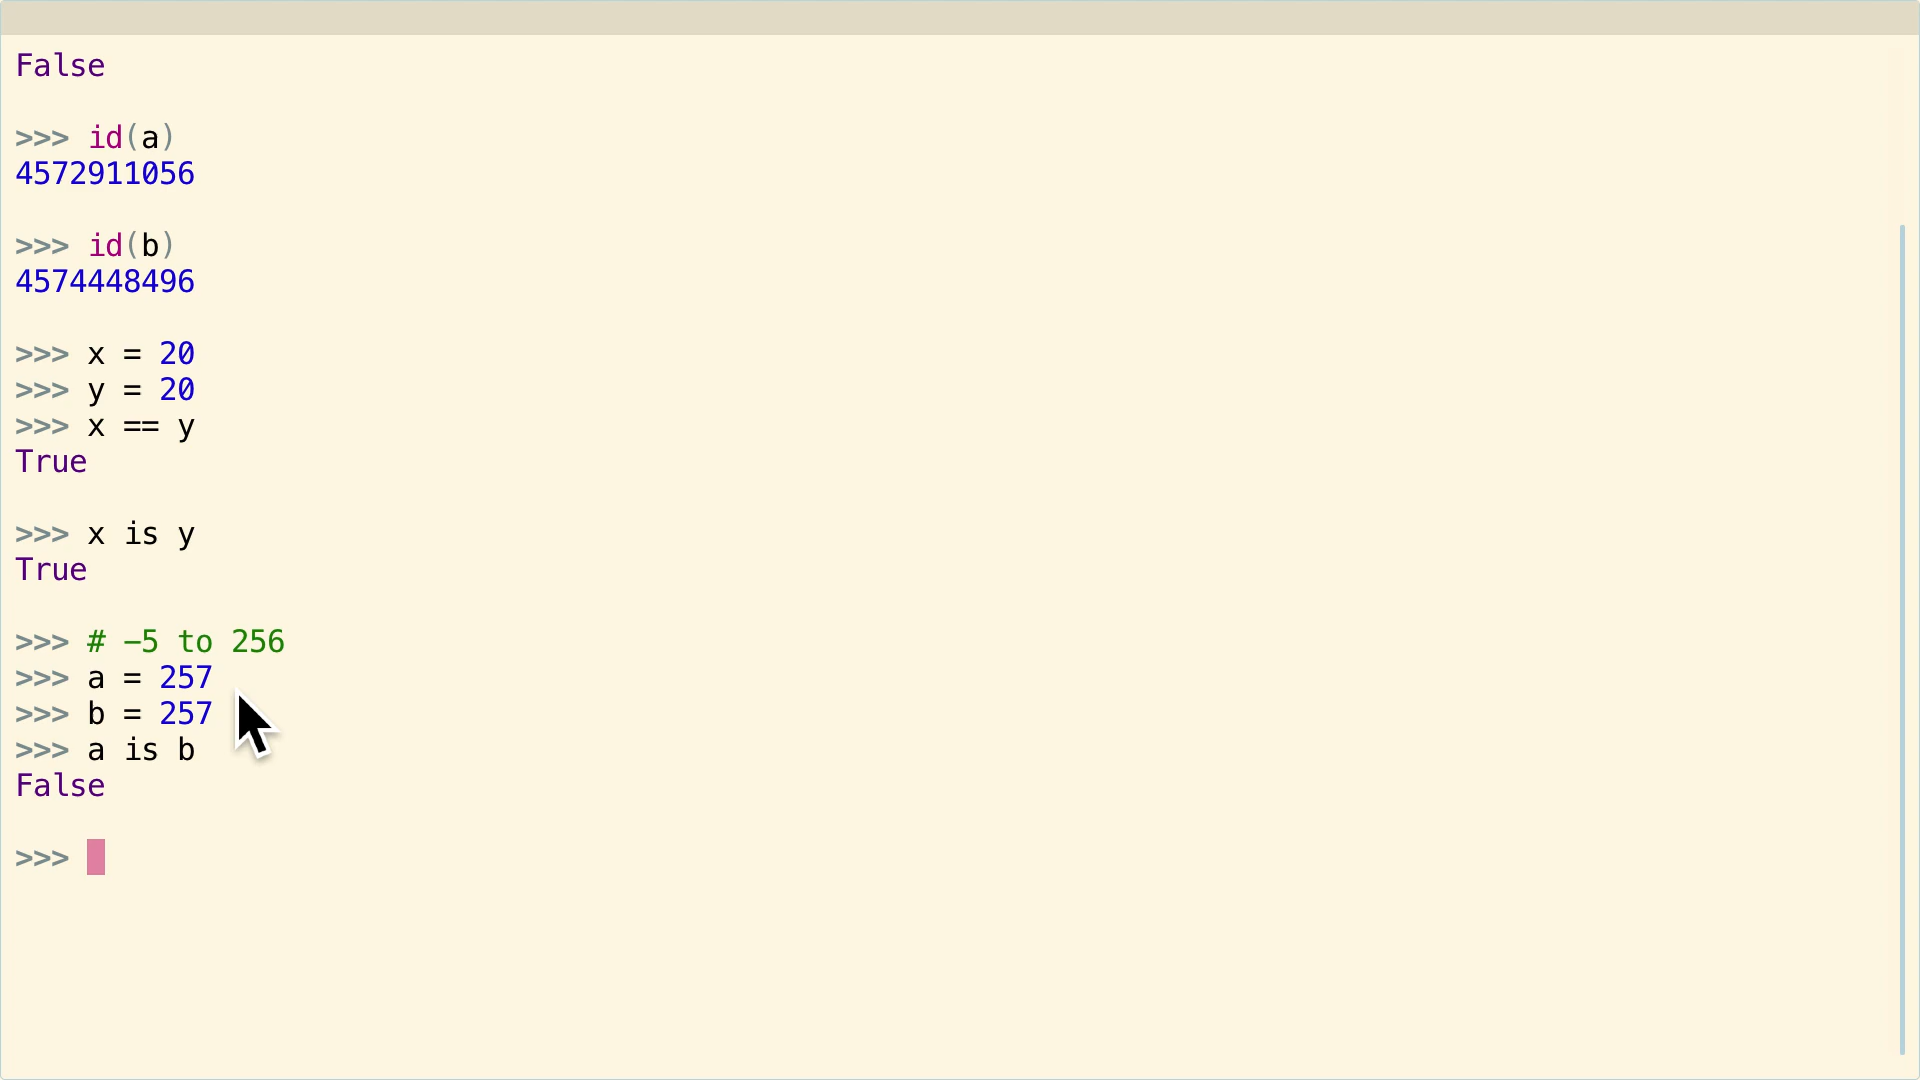 False
>>> id(a)
4572911056
>>> id(b)
4574448496
>>> x = 20
>>> y = 20
>>> x == y
True
>>> x is y
True
>>> # −5 to 256
>>> a = 257
>>> b = 257
>>> a is b
False
>>>